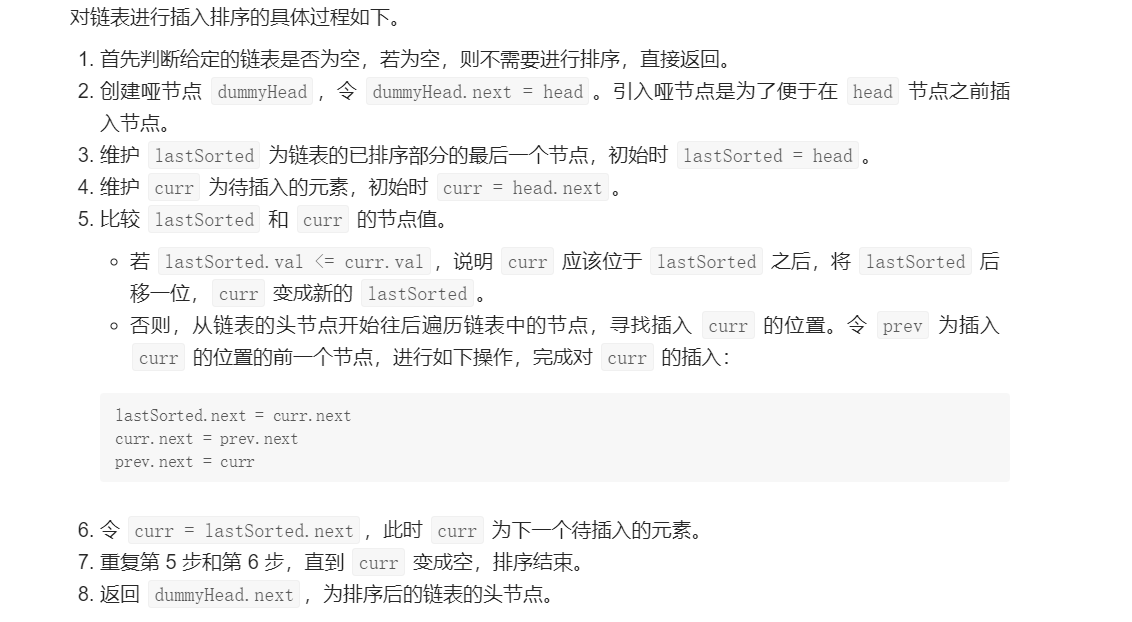 对链表进行插入排序的具体过程如下。
1. 首先判断给定的链表是否为空，若为空，则不需要进行排序，直接返回。
2. 创建哑节点 dummyHead ，令 dummyHead.next = head 。引入哑节点是为了便于在 head 节点之前插
入节点。
3. 维护 lastSorted 为链表的已排序部分的最后一个节点，初始时 lastSorted = head 。
4. 维护 curr 为待插入的元素，初始时 curr = head.next 。
5. 比较 lastSorted 和 curr 的节点值。
○ 若 lastSorted.val <= curr.val ，说明 curr 应该位于 lastSorted 之后，将 lastSorted 后
移一位， curr 变成新的 lastSorted 。
○ 否则，从链表的头节点开始往后遍历链表中的节点，寻找插入 curr 的位置。令 prev 为插入
curr 的位置的前一个节点，进行如下操作，完成对 curr 的插入：
lastSorted.next = curr.next
curr.next = prev.next
prev.next = curr
6. 令 curr = lastSorted.next ，此时 curr 为下一个待插入的元素。
7. 重复第 5 步和第 6 步，直到 curr 变成空，排序结束。
8. 返回 dummyHead.next ，为排序后的链表的头节点。